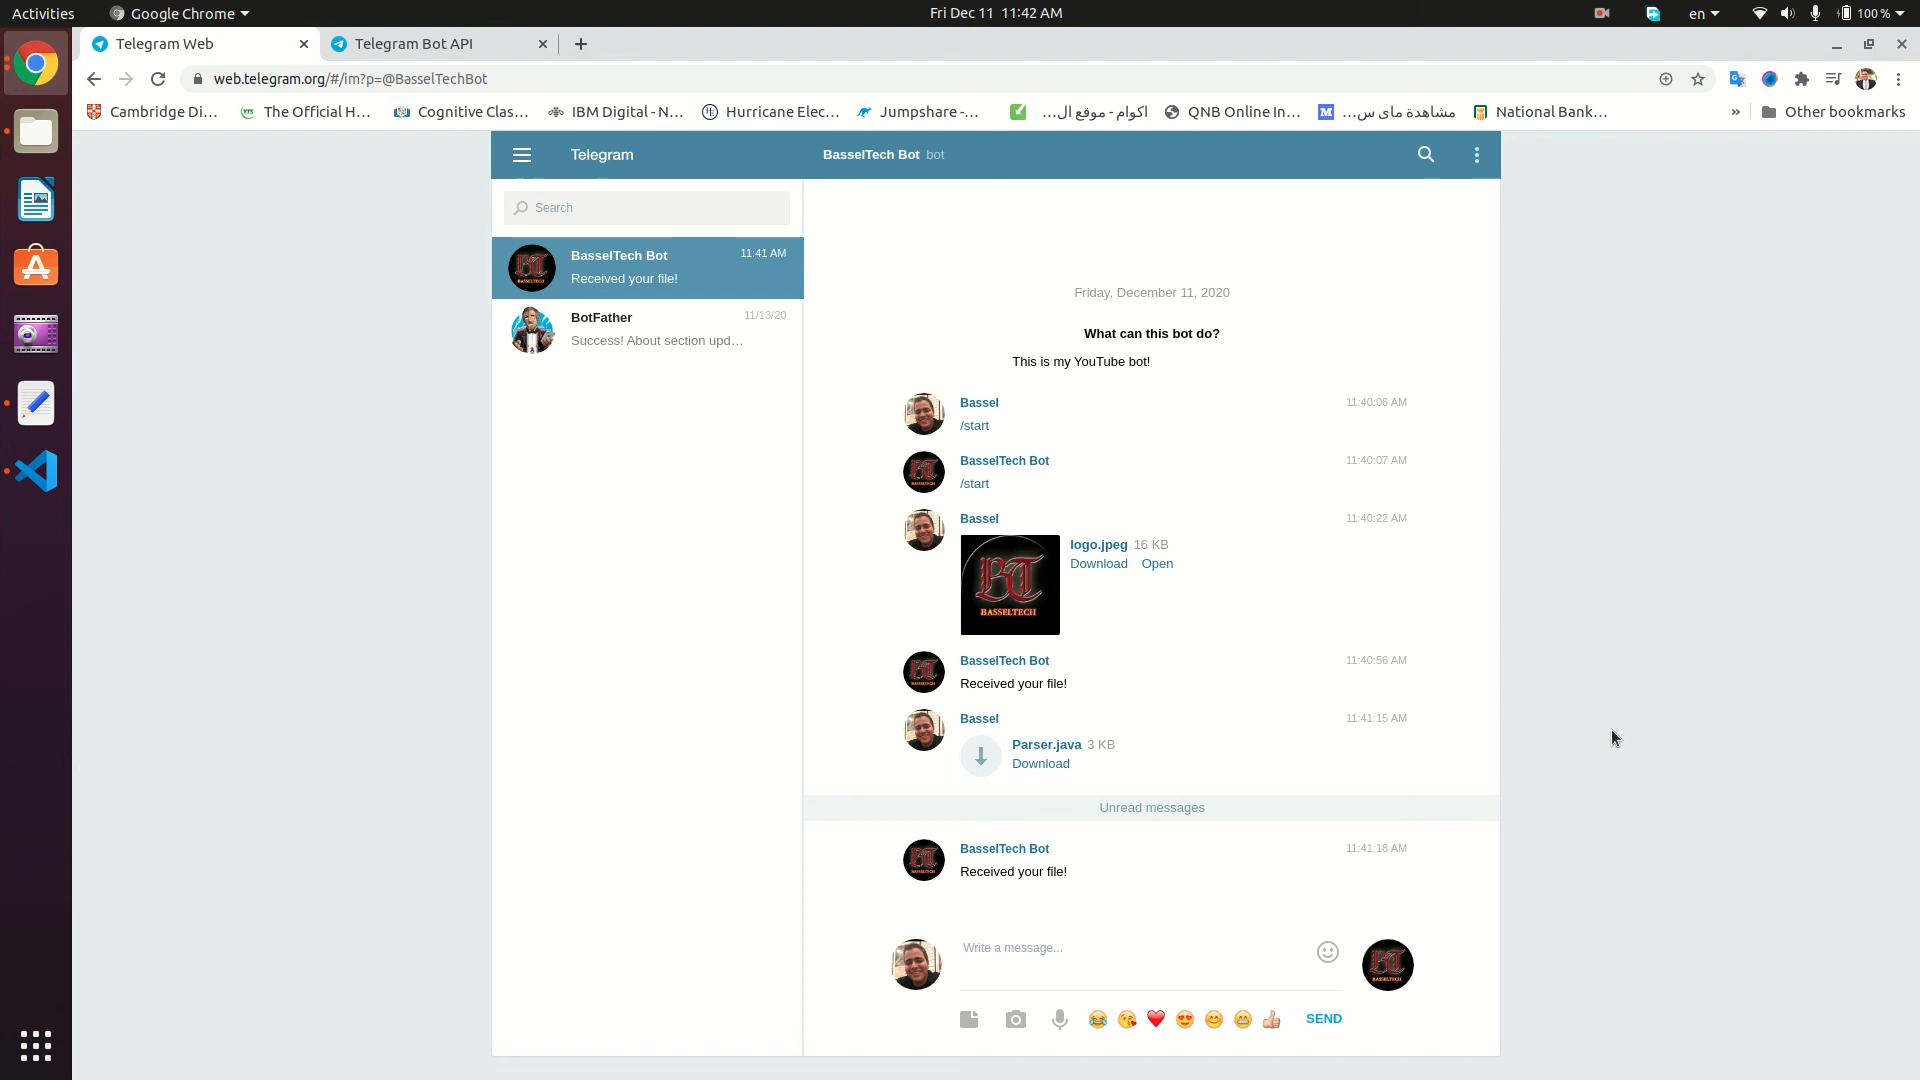 Activities
Google Chrome
Fri Dec 11 11:42 AM
en
100 %
Telegram Web
Telegram Bot API
web.telegram.org/#/im?p=@BasselTechBot
Cambridge Di...
The Official H...
Cognitive Clas...
IBM Digital - N...
Hurricane Elec...
Jumpshare -...
اكوام - موقع ال...
QNB Online In...
مشاهدة ماى س...
National Bank...
»
Other bookmarks
Telegram
BasselTech Bot bot
Search
BasselTech Bot
11:41 AM
Received your file!
BotFather
11/13/20
Success! About section upd...
Friday, December 11, 2020
What can this bot do?
This is my YouTube bot!
Bassel
11:40:06 AM
/start
BasselTech Bot
11:40:07 AM
/start
Bassel
11:40:22 AM
BT
BASSELTECH
logo.jpeg 16 KB
Download Open
BasselTech Bot
11:40:56 AM
Received your file!
Bassel
11:41:15 AM
Parser.java 3 KB
Download
Unread messages
BasselTech Bot
11:41:18 AM
Received your file!
Write a message...
SEND